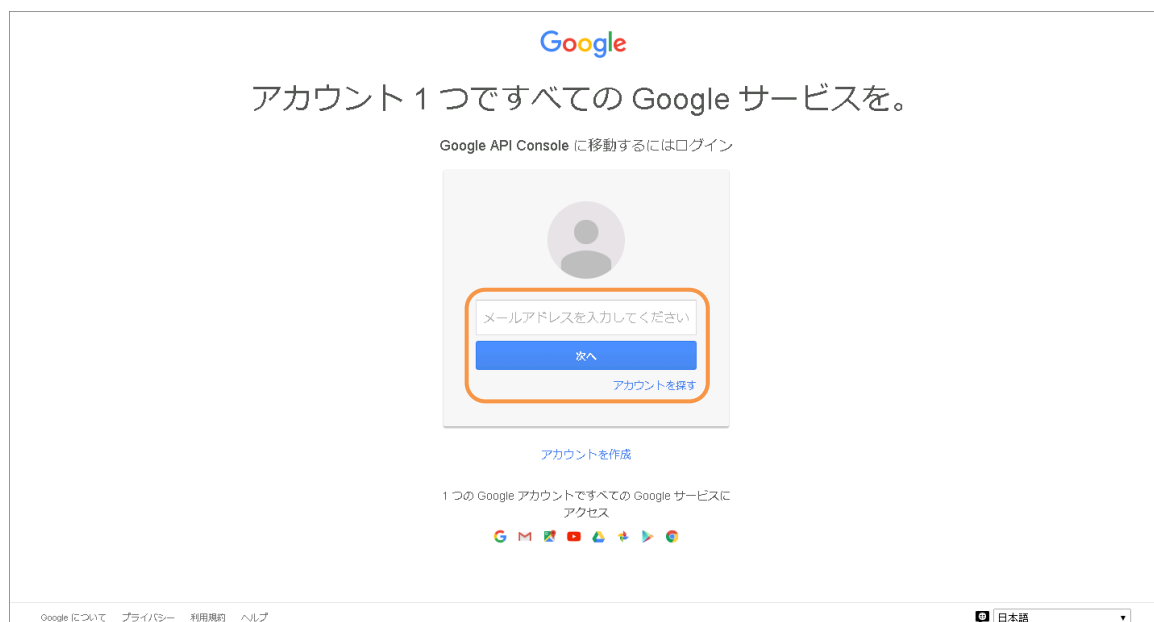 Google
アカウント 1 つですべての Google サービスを。
Google API Console に移動するにはログイン
メールアドレスを入力してください
次へ
アカウントを探す
アカウントを作成
1 つの Google アカウントですべての Google サービスに
アクセス
Google について プライバシー 利用規約 ヘルプ 日本語